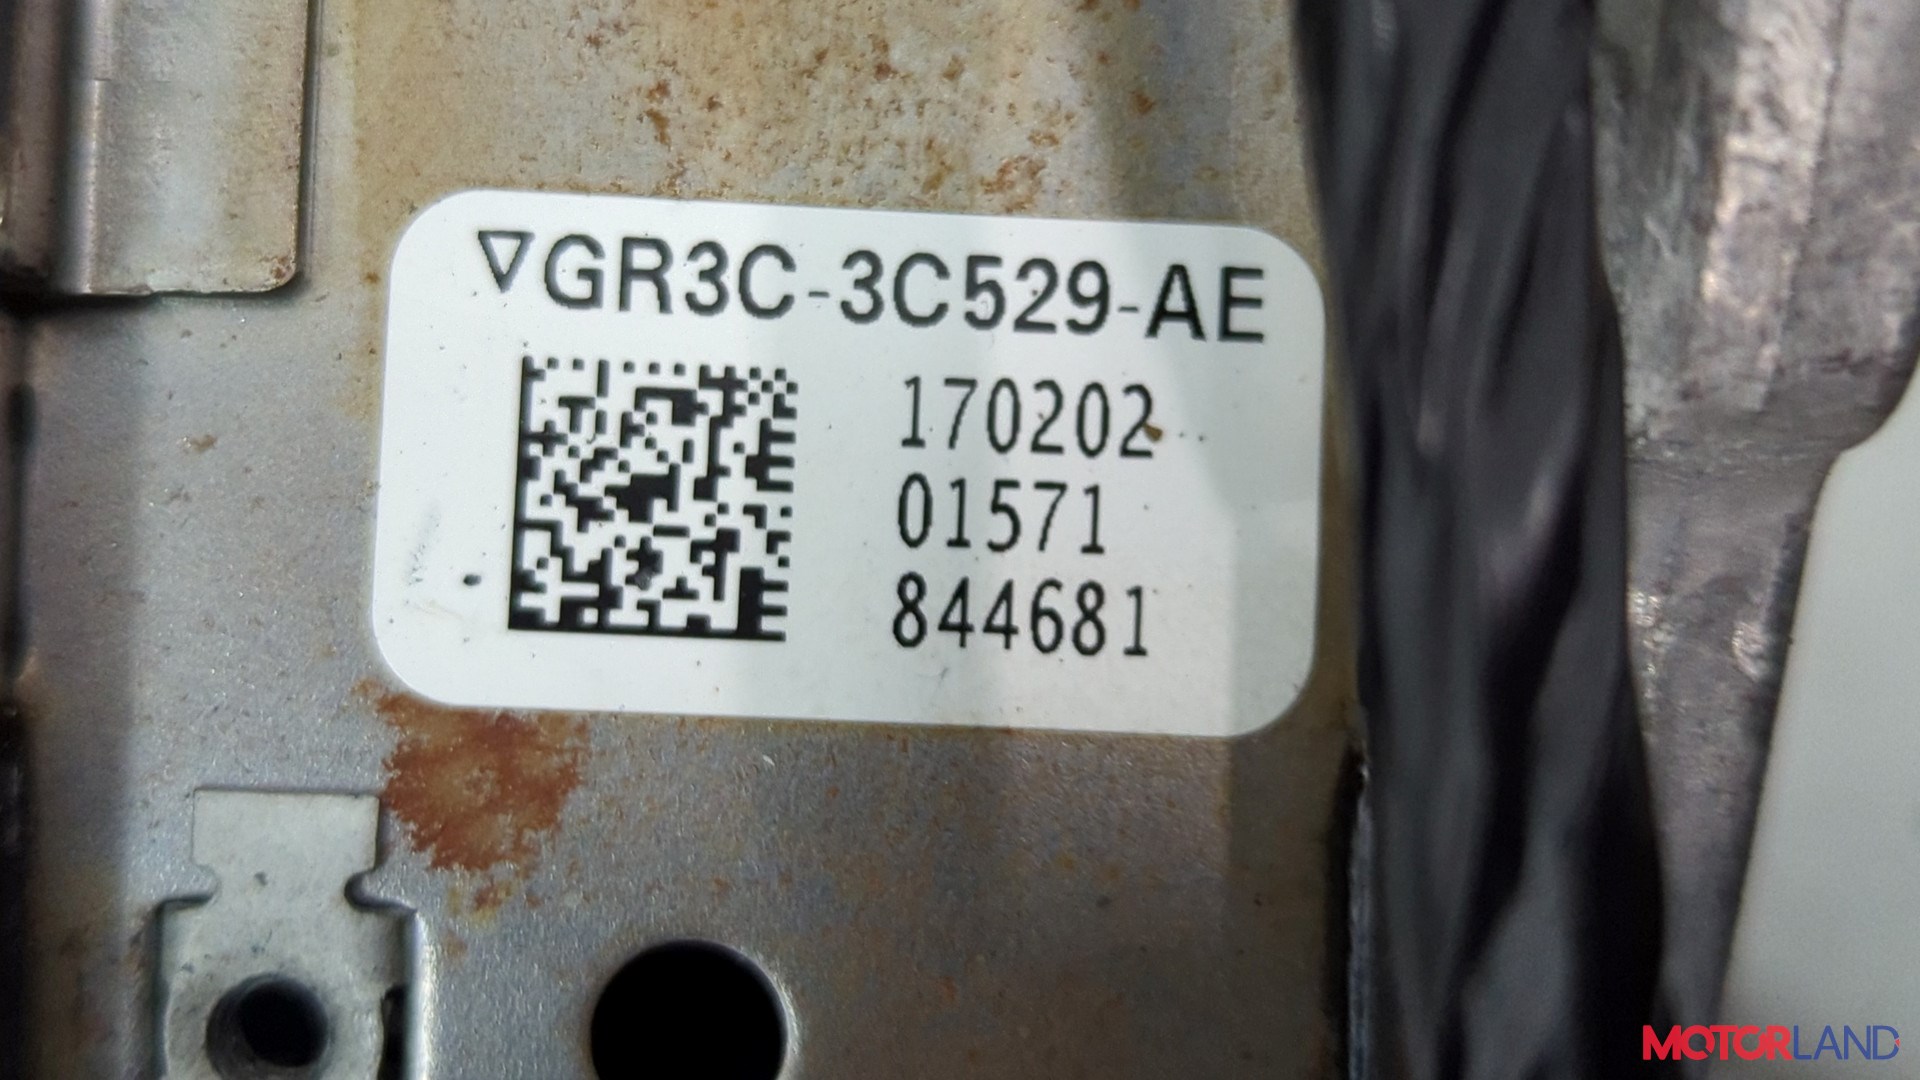 ▽GR3C-3C529-AE
170202
01571
844681
MOTORLAND